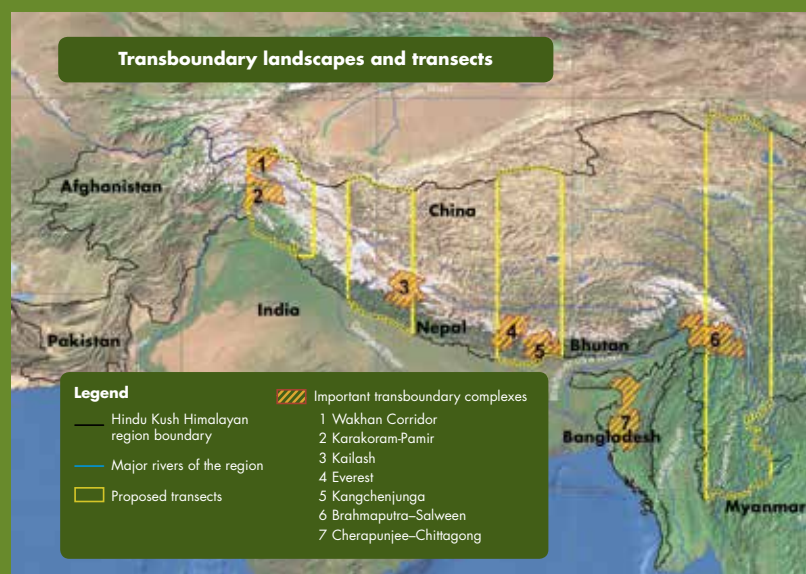 Transboundary landscapes and transects
Afghanistan
1
2
China
3
India
Nepal
4
5
Bhutan
6
Pakistan
7
Bangladesh
Myanmar
Legend
Hindu Kush Himalayan
region boundary
Major rivers of the region
Proposed transects
Important transboundary complexes
1 Wakhan Corridor
2 Karakoram-Pamir
3 Kailash
4 Everest
5 Kangchenjunga
6 Brahmaputra–Salween
7 Cherapunjee–Chittagong